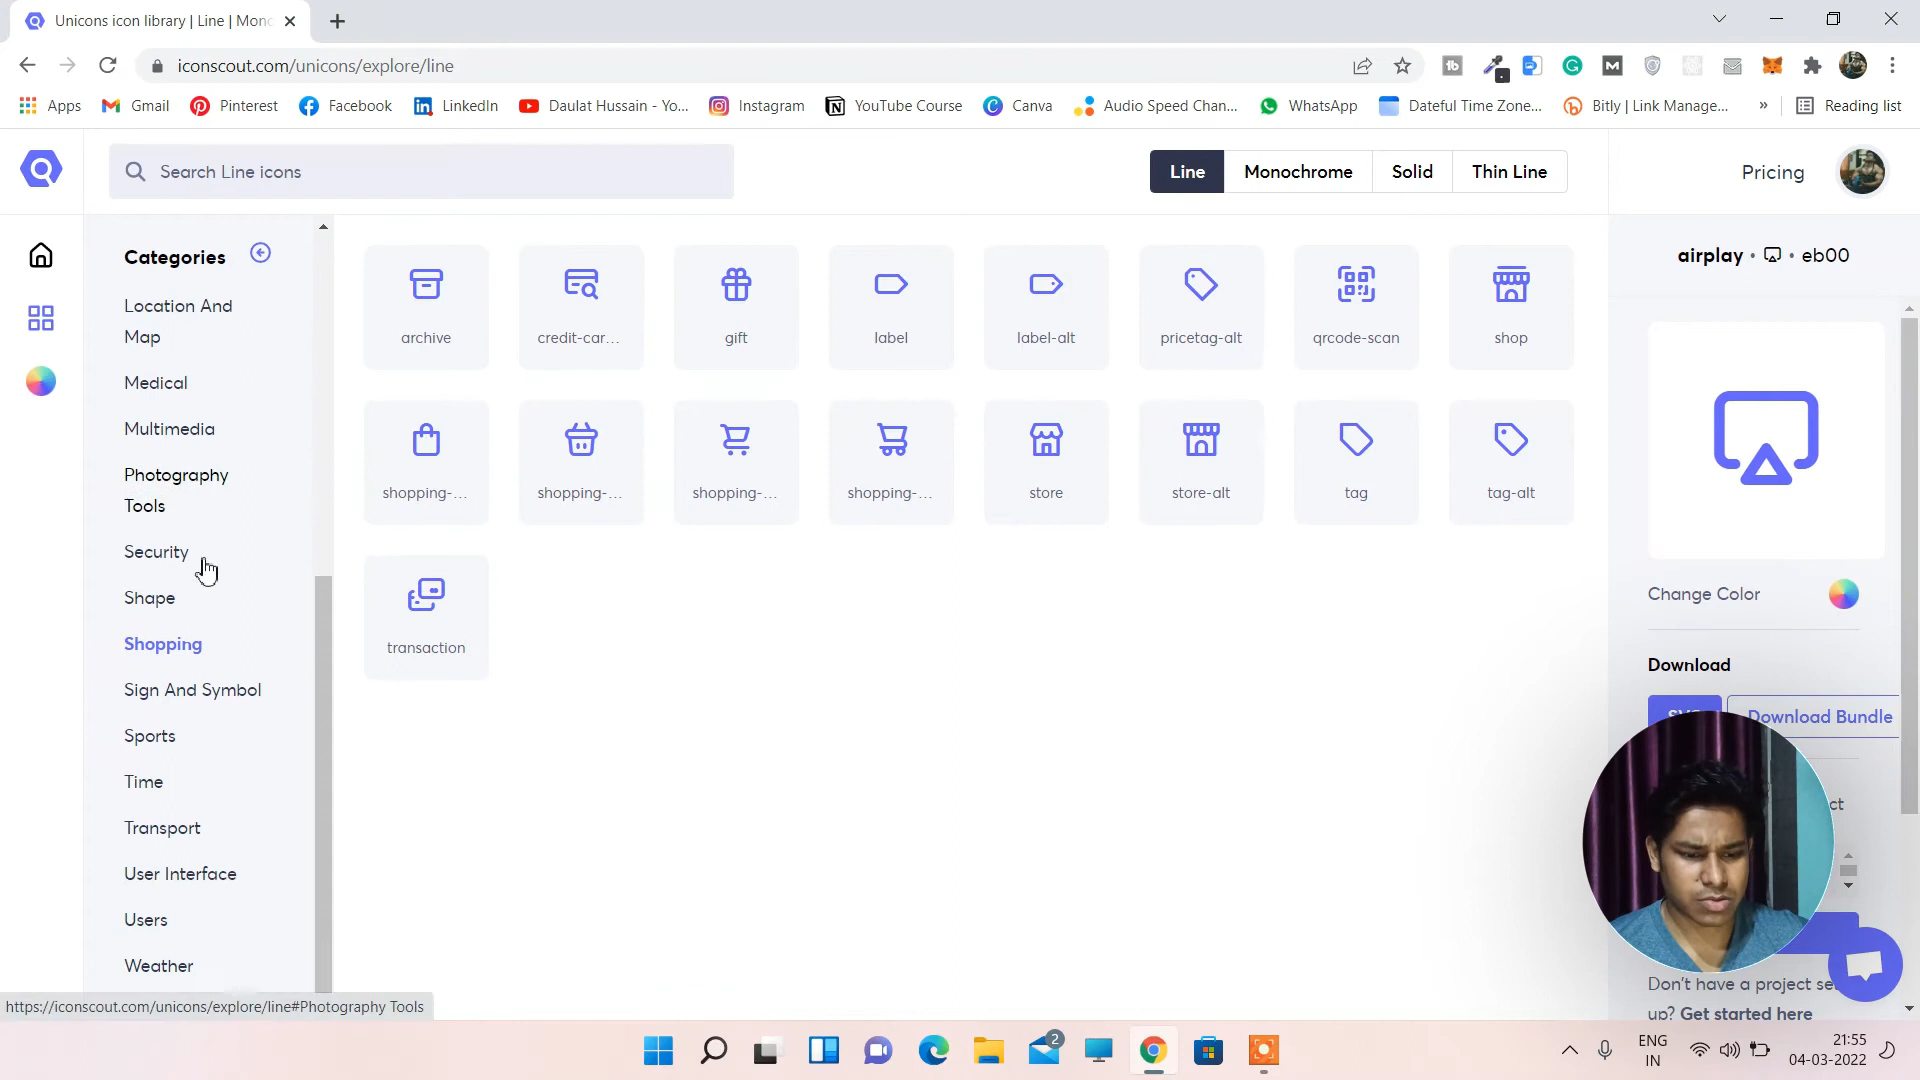 Unicons icon library | Line | Mono
iconscout.com/unicons/explore/line
Apps
Gmail
Pinterest
Facebook
LinkedIn
Daulat Hussain - Yo...
Instagram
YouTube Course
Canva
Audio Speed Chan...
WhatsApp
Dateful Time Zone...
Bitly | Link Manage...
»
Reading list
Search Line icons
Line
Monochrome
Solid
Thin Line
Pricing
Categories
Location And
Map
Medical
Multimedia
Photography
Tools
Security
Shape
Shopping
Sign And Symbol
Sports
Time
Transport
User Interface
Users
Weather
archive
credit-car...
gift
label
label-alt
pricetag-alt
qrcode-scan
shop
shopping-...
shopping-...
shopping-...
shopping-...
store
store-alt
tag
tag-alt
transaction
airplay • • eb00
Change Color
Download
Download Bundle
Don't have a project se
up? Get started here
https://iconscout.com/unicons/explore/line#Photography Tools
2
ENG
IN
21:55
04-03-2022